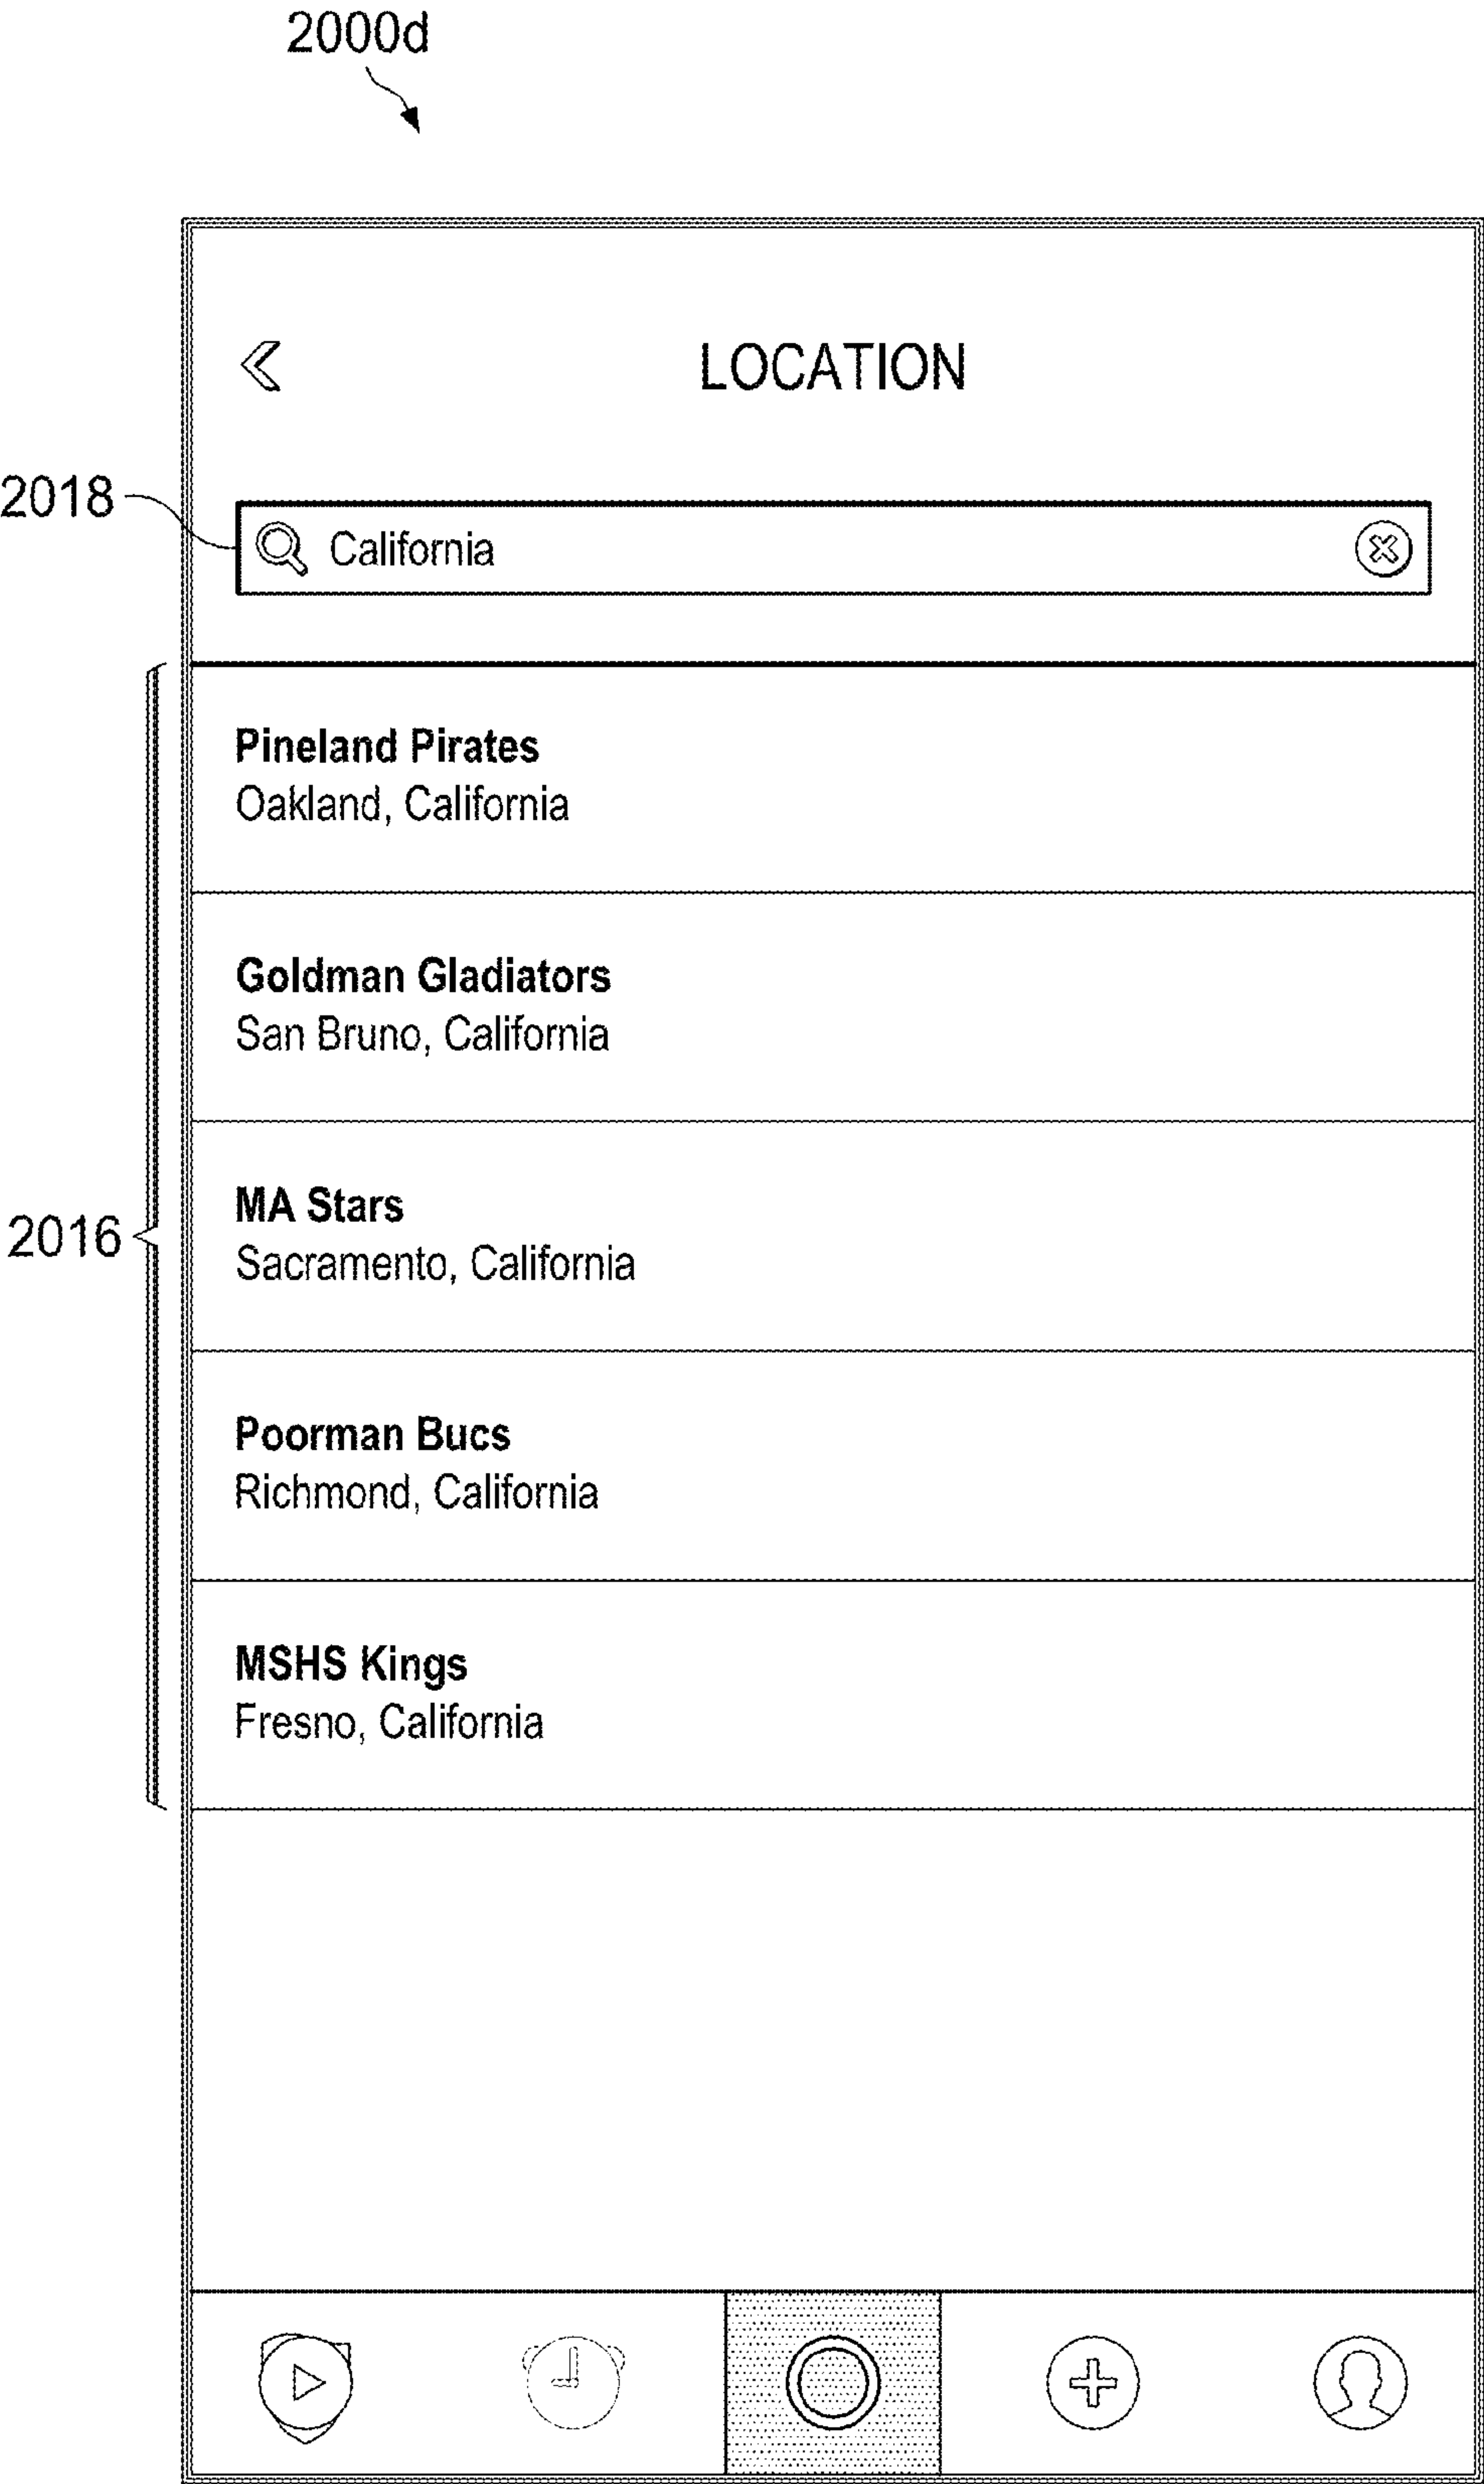 2000d
LOCATION
2018
California
Pineland Pirates
Oakland, California
Goldman Gladiators
San Bruno, California
2016
MA Stars
Sacramento, California
Poorman Bucs
Richmond, California
MSHS Kings
Fresno, California